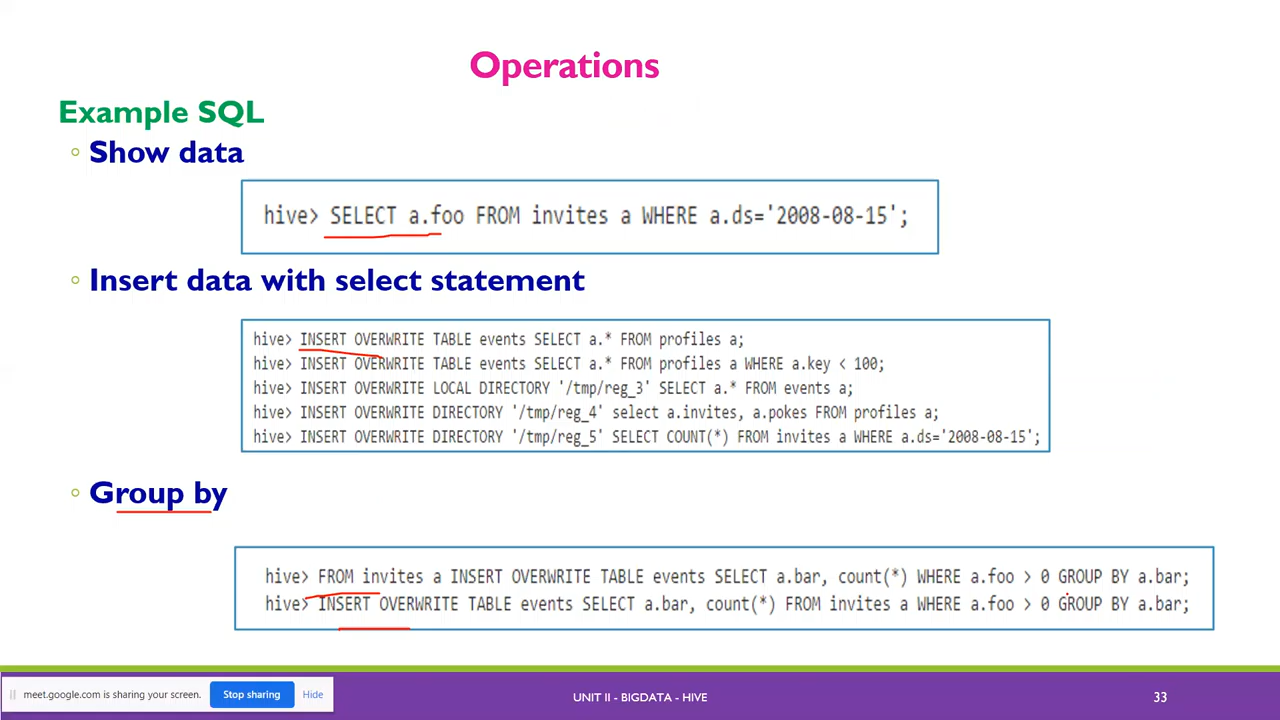 Operations
Example SQL
◦ Show data
hive> SELECT a.foo FROM invites a WHERE a.ds='2008-08-15';
◦ Insert data with select statement
hive> INSERT OVERWRITE TABLE events SELECT a.* FROM profiles a;
hive> INSERT OVERWRITE TABLE events SELECT a.* FROM profiles a WHERE a.key < 100;
hive> INSERT OVERWRITE LOCAL DIRECTORY '/tmp/reg_3' SELECT a.* FROM events a;
hive> INSERT OVERWRITE DIRECTORY '/tmp/reg_4' select a.invites, a.pokes FROM profiles a;
hive> INSERT OVERWRITE DIRECTORY '/tmp/reg_5' SELECT COUNT(*) FROM invites a WHERE a.ds='2008-08-15';
◦ Group by
hive> FROM invites a INSERT OVERWRITE TABLE events SELECT a.bar, count(*) WHERE a.foo > 0 GROUP BY a.bar;
hive> INSERT OVERWRITE TABLE events SELECT a.bar, count(*) FROM invites a WHERE a.foo > 0 GROUP BY a.bar;
meet.google.com is sharing your screen. Stop sharing Hide
UNIT II - BIGDATA - HIVE
33